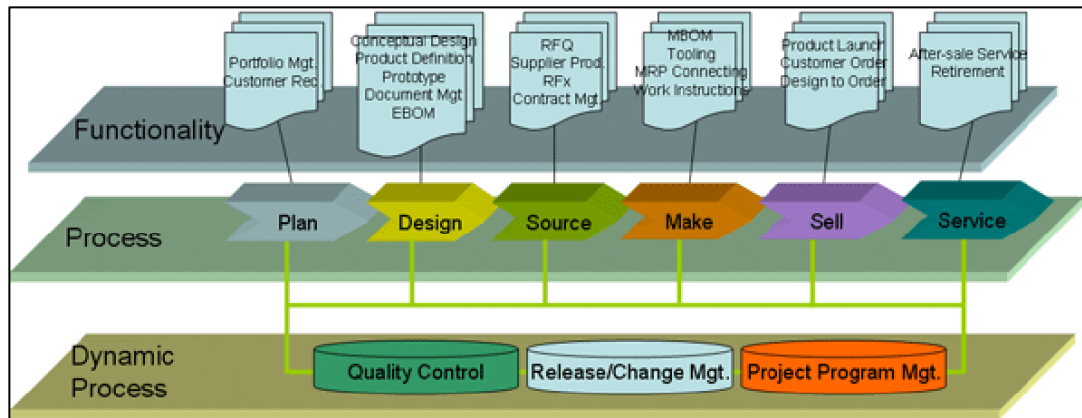 Portfolio Mgt.
Customer Req.
Conceptual Design
Product Definition
Prototype
Document Mgt.
EBOM
RFQ
Supplier Prod.
RFx
Contract Mgt.
MBOM
Tooling
MRP Connecting
Work Instructions
Product Launch
Customer Order
Design to Order
After-sale Service
Retirement
Functionality
Process
Plan
Design
Source
Make
Sell
Service
Dynamic
Process
Quality Control
Release/Change Mgt.
Project Program Mgt.